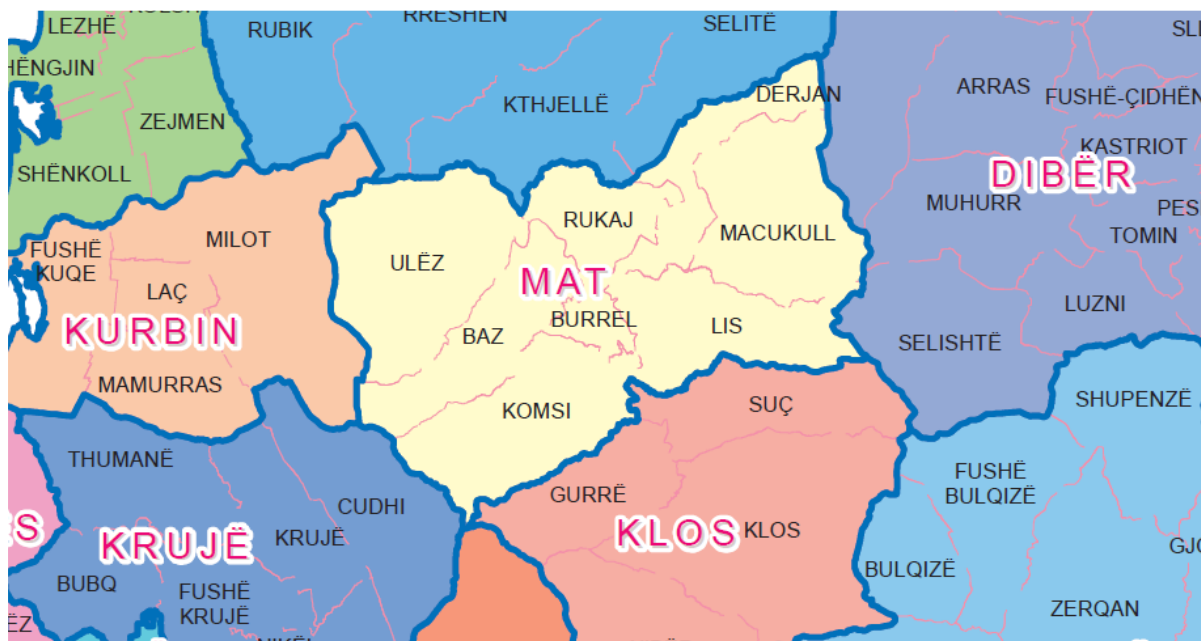 RRËSHEN
SELITË
LEZHË
RUBIK
ARRAS
KTHJELLË
DERJAN
FUSHË-ÇIDHËN
ZEJMEN
KASTRIOT
SHËNKOLL
DIBËR
MUHURR
RUKAJ
MACUKULL
TOMIN
MILOT
FUSHË
KUQE
ULËZ
MAT
LAÇ
LUZNI
BURREL
LIS
KURBIN
BAZ
SELISHTË
MAMURRAS
SUÇ
SHUPENZË
KOMSI
THUMANË
FUSHË
BULQIZË
GURRË
CUDHI
KLOS
KLOS
KRUJË
KRUJË
BULQIZË
BUBQ
FUSHË
KRUJË
ZERQAN